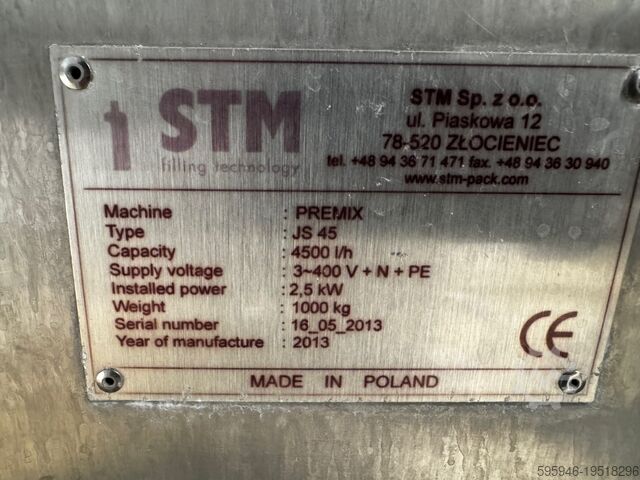 STM
filling technology
STM Sp. z o.o.
ul. Piaskowa 12
78-520 ZŁOCIENIEC
tel. +48 94 36 71 471 fax. +48 94 36 30 940
www.stm-pack.com
Machine : PREMIX
Type : JS 45
Capacity : 4500 l/h
Supply voltage : 3~400 V + N + PE
Installed power : 2,5 kW
Weight : 1000 kg
Serial number : 16_05_2013
Year of manufacture : 2013
CE
MADE IN POLAND
595946-19518296